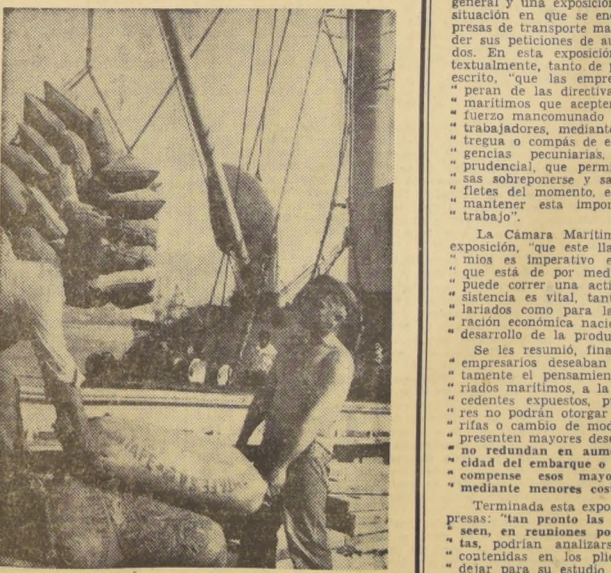 general y una exposición
situación en que se en
presas de transporte ma
der sus peticiones de au
dos. En esta exposición
textualmente, tanto de
escrito, "que las empre
" peran de las directiva
" marítimos que acepte
" fuerzo mancomunado
" trabajadores, mediant
" tregua o compás de e
" gencias pecuniarias,
" prudencial, que permi
" sas sobreponerse y sa
" fletes del momento, e
" mantener esta impor
" trabajo".
La Cámara Marítim
exposición, "que este lla
" mios es imperativo e
" que está de por med
" puede correr una acti
" sistencia es vital, tan
" lariados como para la
" ración económica naci
" desarrollo de la produ
Se les resumió, fina
" empresarios deseaban
" tamente el pensamien
" riados marítimos, a la
" cedentes expuestos, p
" res no podrán otorgar
" rifas o cambio de mod
" presenten mayores des
" no redundan en aum
" cidad del embarque o
" compense esos mayo
" mediante menores cos
Terminada esta expo
presas: "tan pronto las
" seen, en reuniones po
" tas, podrían analizars
" contenidas en los plie
" dejar para su estudio